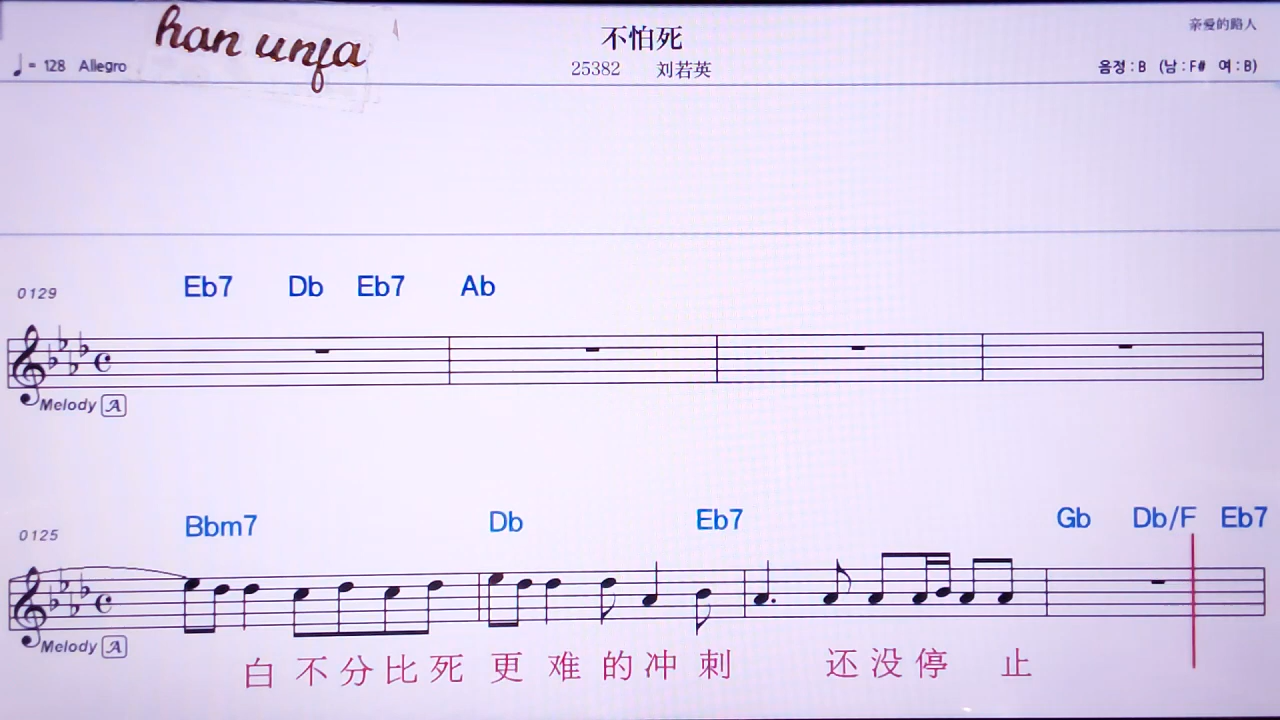 han unfa
不怕死
亲爱的路人
♩= 128 Allegro
25382 刘若英
음정 : B (남 : F# 여 : B)
0129
Eb7 Db Eb7 Ab
Melody A
0125
Bbm7 Db Eb7 Gb Db/F Eb7
Melody A
白不分比死更难的冲刺 还没停止